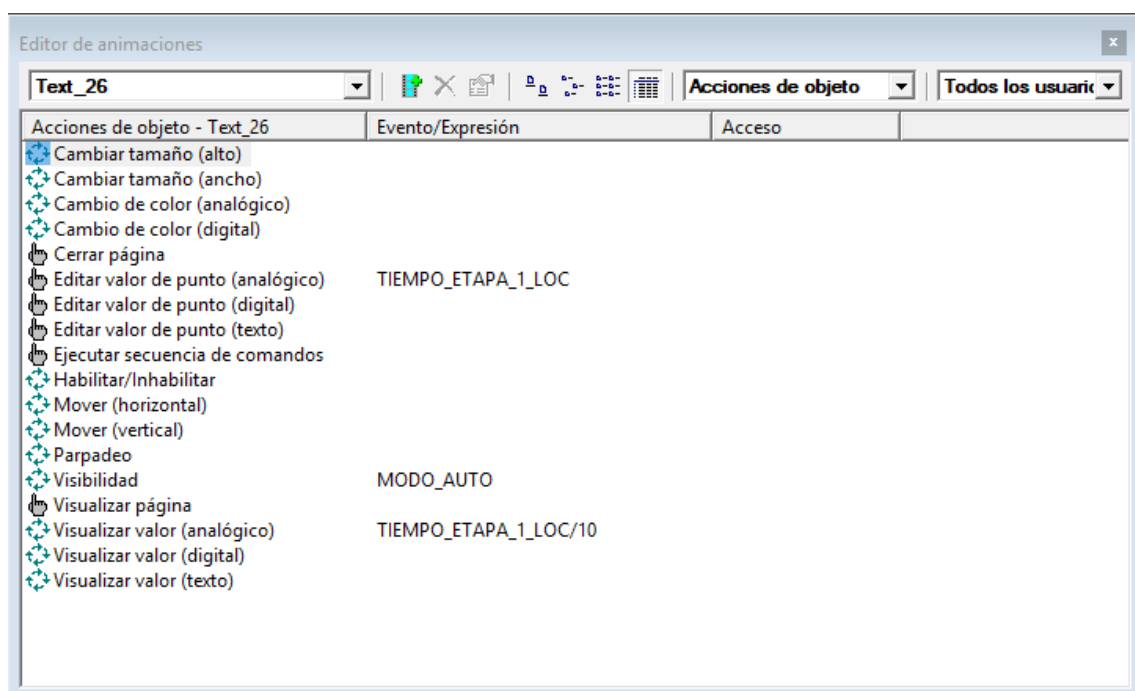 Editor de animaciones
Text_26 Acciones de objeto Todos los usuari
Acciones de objeto - Text_26 Evento/Expresión Acceso
Cambiar tamaño (alto)
Cambiar tamaño (ancho)
Cambio de color (analógico)
Cambio de color (digital)
Cerrar página
Editar valor de punto (analógico) TIEMPO_ETAPA_1_LOC
Editar valor de punto (digital)
Editar valor de punto (texto)
Ejecutar secuencia de comandos
Habilitar/Inhabilitar
Mover (horizontal)
Mover (vertical)
Parpadeo
Visibilidad MODO_AUTO
Visualizar página
Visualizar valor (analógico) TIEMPO_ETAPA_1_LOC/10
Visualizar valor (digital)
Visualizar valor (texto)